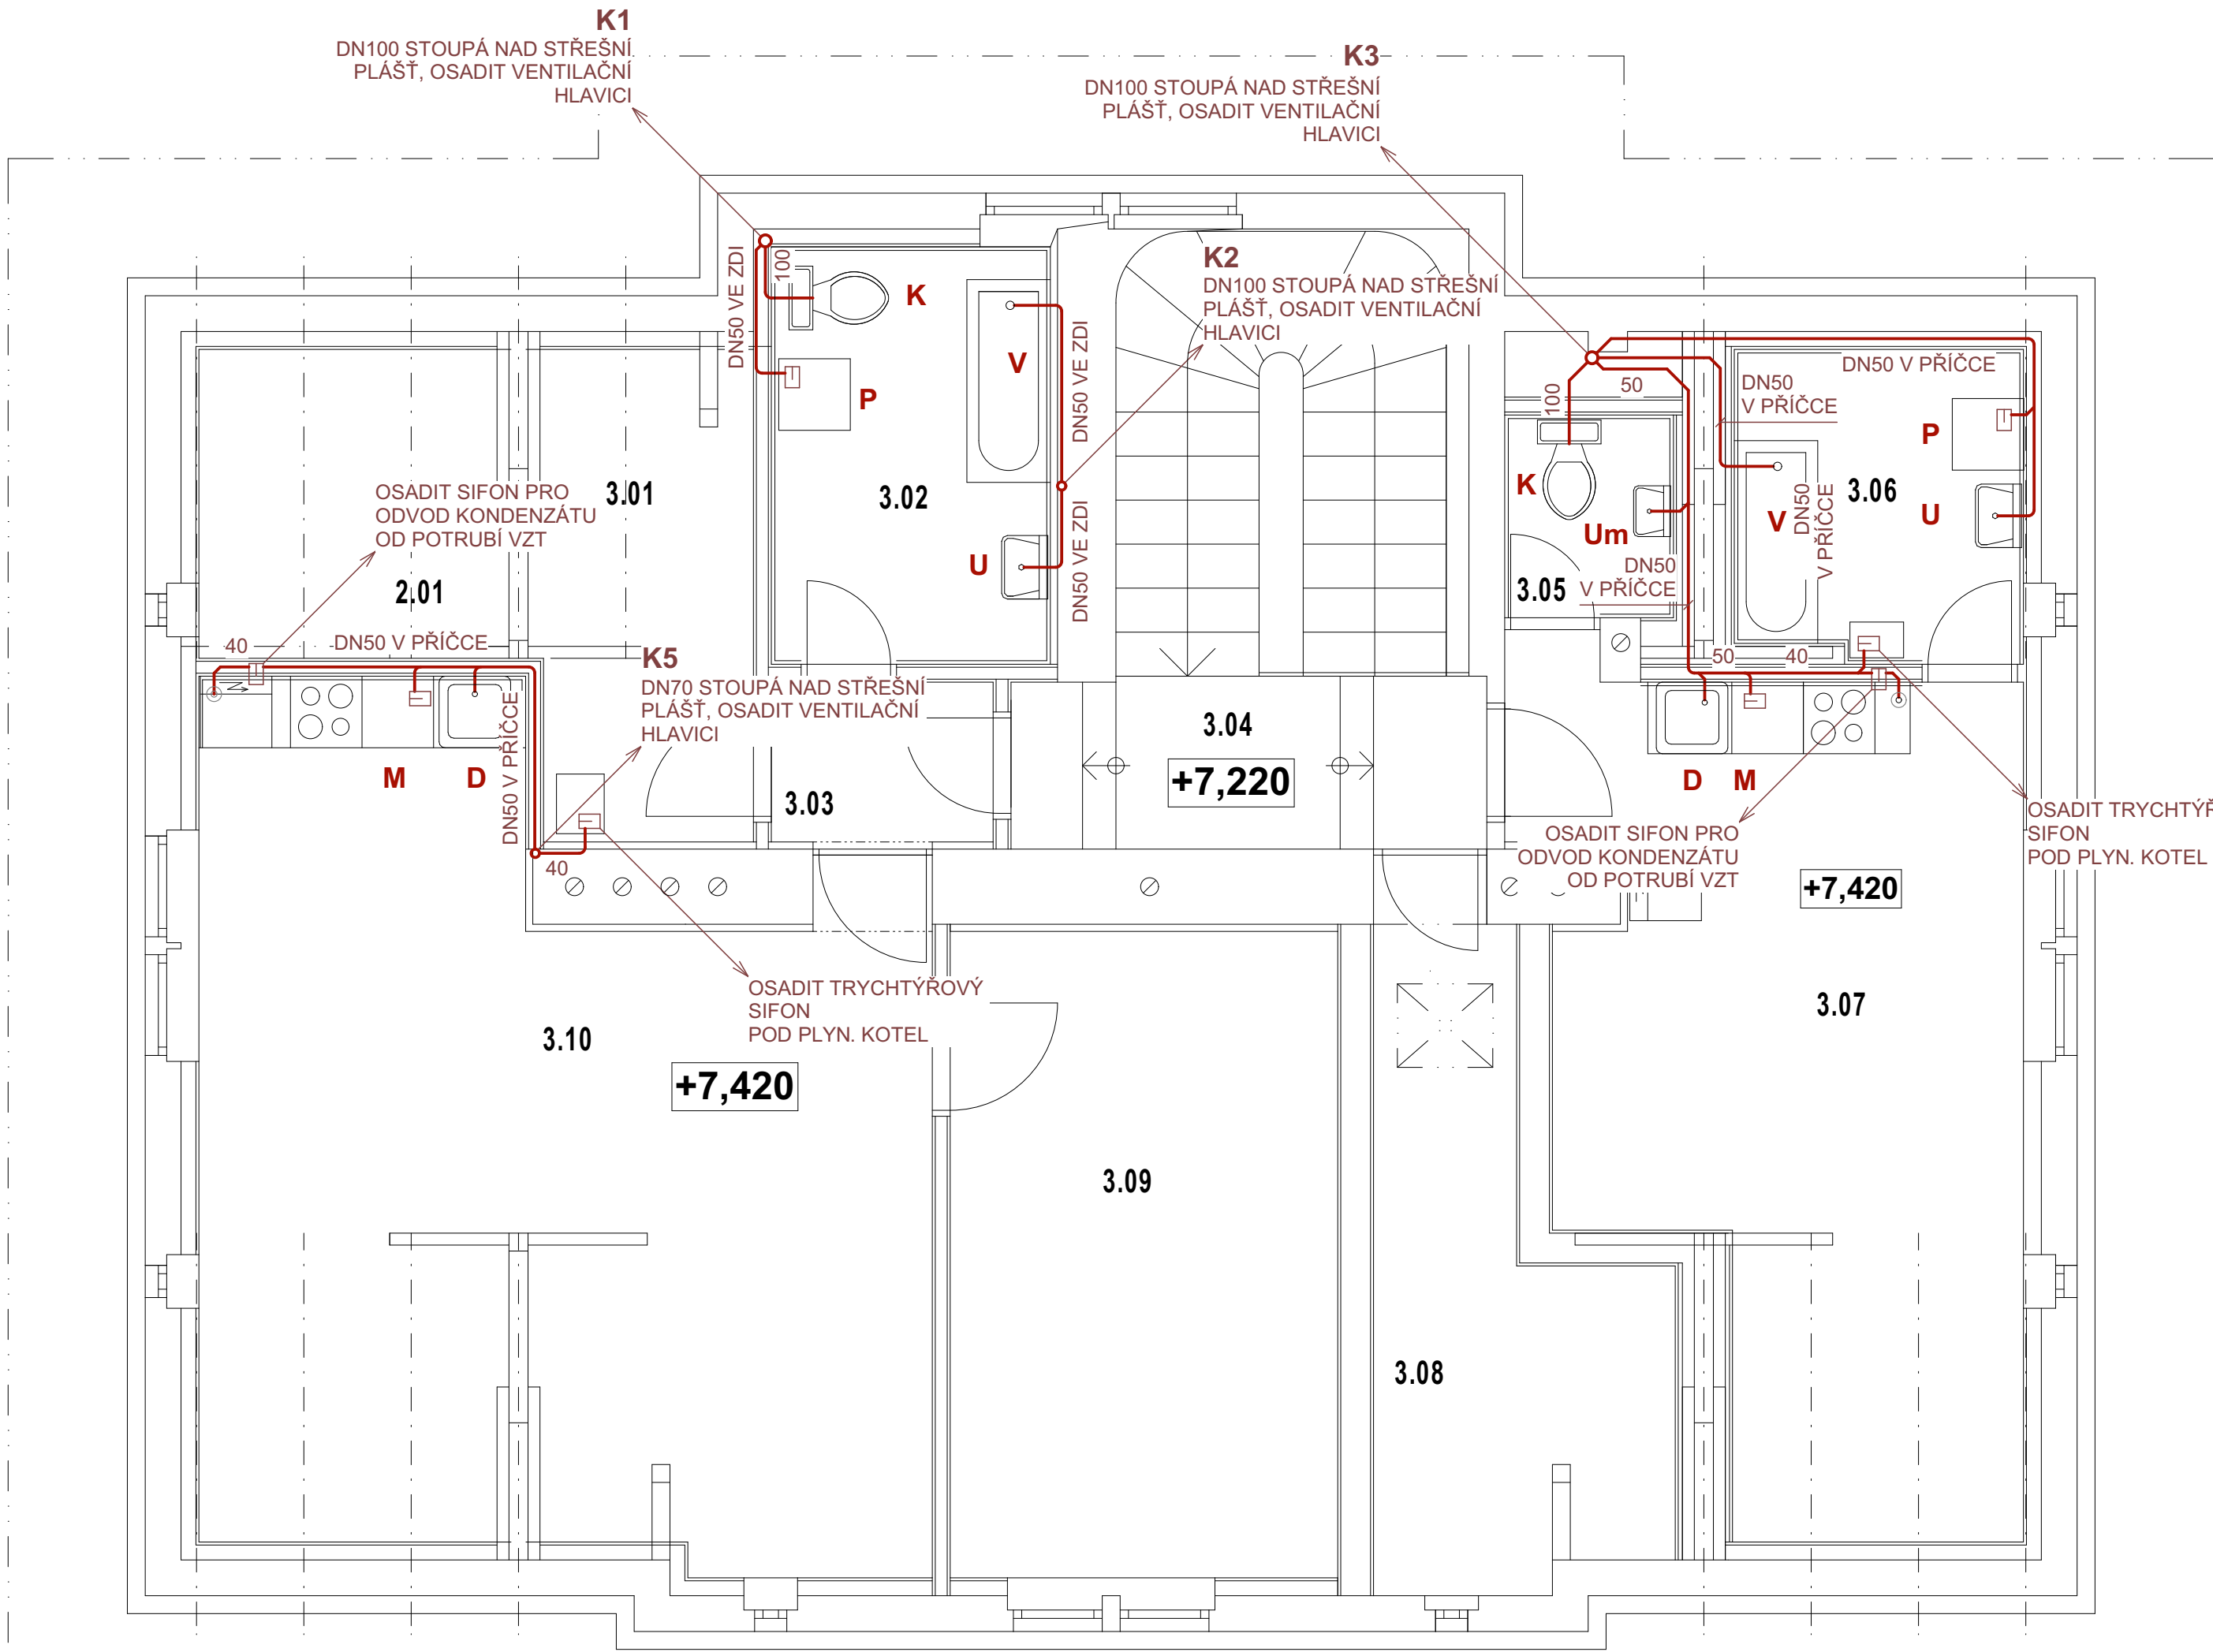 K1
DN100 STOUPÁ NAD STŘEŠNÍ
PLÁŠŤ, OSADIT VENTILAČNÍ
HLAVICI
K3
DN100 STOUPÁ NAD STŘEŠNÍ
PLÁŠŤ, OSADIT VENTILAČNÍ
HLAVICI
K2
DN100 STOUPÁ NAD STŘEŠNÍ
PLÁŠŤ, OSADIT VENTILAČNÍ
HLAVICI
DN50 VE ZDI
100
K
P
V
DN50 VE ZDI
3.02
U
DN50 VE ZDI
3.01
OSADIT SIFON PRO
ODVOD KONDENZÁTU
OD POTRUBÍ VZT
2.01
40
DN50 V PŘÍČCE
DN50 V PŘÍČCE
M
D
K5
DN70 STOUPÁ NAD STŘEŠNÍ
PLÁŠŤ, OSADIT VENTILAČNÍ
HLAVICI
3.03
40
3.04
+7,220
100
50
DN50
V PŘÍČCE
DN50 V PŘÍČCE
K
Um
3.05
DN50
V PŘÍČCE
V
DN50
V PŘÍČCE
3.06
P
U
50
40
D
M
OSADIT SIFON PRO
ODVOD KONDENZÁTU
OD POTRUBÍ VZT
OSADIT TRYCHTÝŘ
SIFON
POD PLYN. KOTEL
+7,420
3.07
OSADIT TRYCHTÝŘOVÝ
SIFON
POD PLYN. KOTEL
3.10
+7,420
3.09
3.08